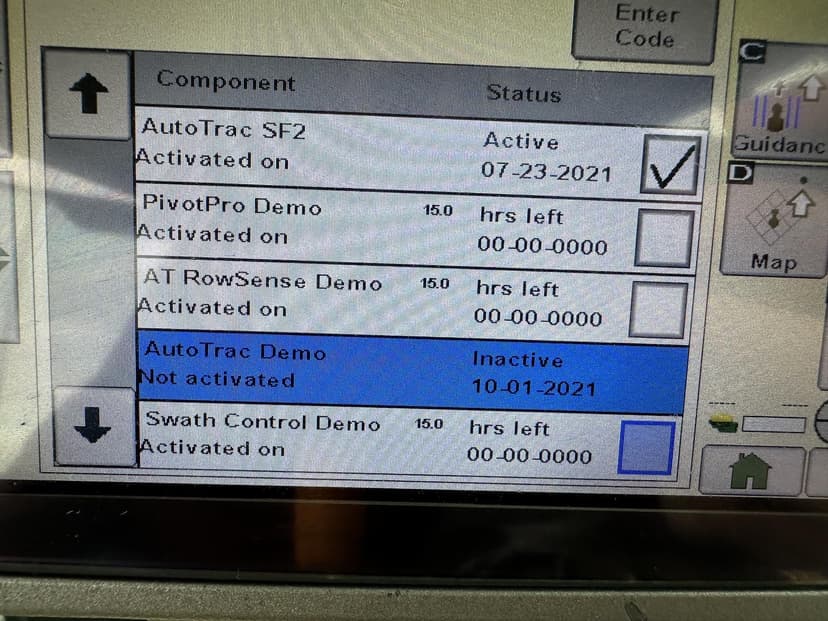 Enter
Code
Component Status
AutoTrac SF2 Active
Activated on 07-23-2021
PivotPro Demo 15.0 hrs left
Activated on 00-00-0000
AT RowSense Demo 15.0 hrs left
Activated on 00-00-0000
AutoTrac Demo Inactive
Not activated 10-01-2021
Swath Control Demo 15.0 hrs left
Activated on 00-00-0000
C
Guidanc
D
Map